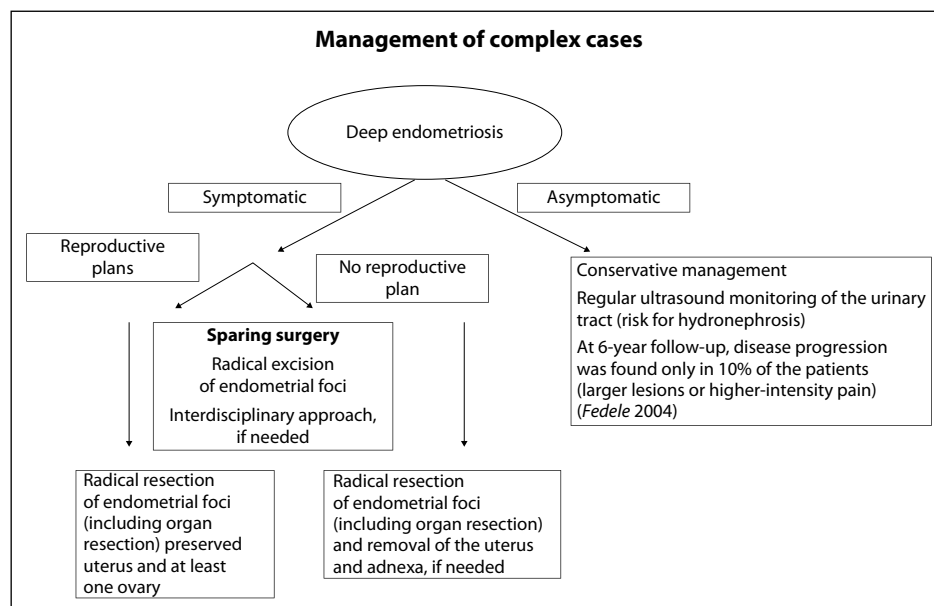 Management of complex cases
Deep endometriosis
Symptomatic
Asymptomatic
Reproductive
plans
No reproductive
plan
Conservative management
Regular ultrasound monitoring of the urinary
tract (risk for hydronephrosis)
At 6-year follow-up, disease progression
was found only in 10% of the patients
(larger lesions or higher-intensity pain)
(Fedele 2004)
Sparing surgery
Radical excision
of endometrial foci
Interdisciplinary approach,
if needed
Radical resection
of endometrial foci
(including organ
resection) preserved
uterus and at least
one ovary
Radical resection
of endometrial foci
(including organ resection)
and removal of the uterus
and adnexa, if needed